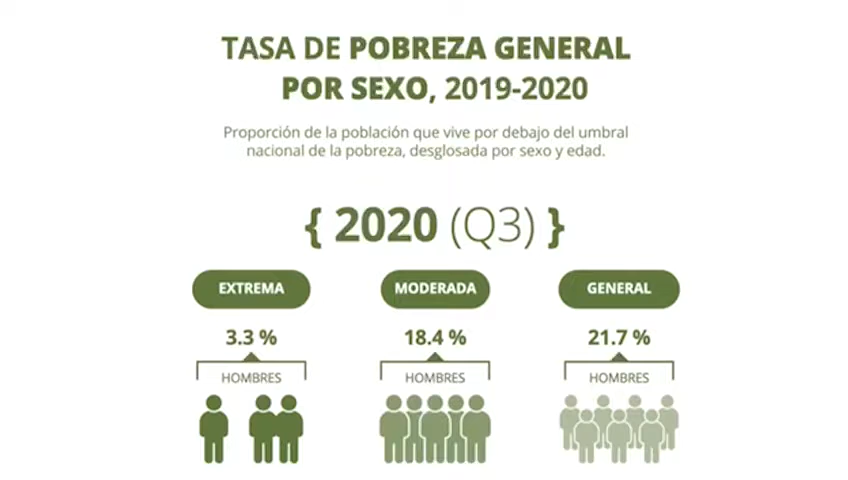 TASA DE POBREZA GENERAL
POR SEXO, 2019-2020
Proporción de la población que vive por debajo del umbral
nacional de la pobreza, desglosada por sexo y edad.
{ 2020 (Q3) }
EXTREMA MODERADA GENERAL
3.3 % 18.4 % 21.7 %
HOMBRES HOMBRES HOMBRES